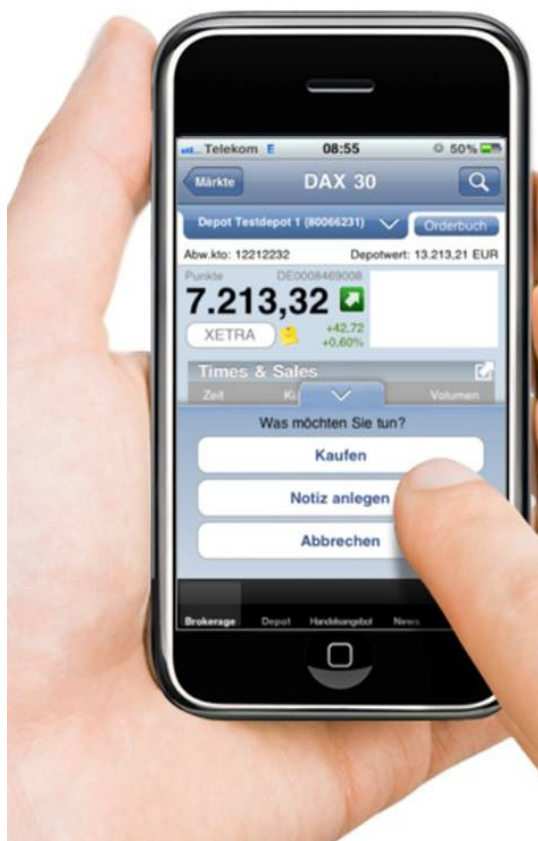 Telekom E 08:55 50%
Märkte DAX 30
Depot Testdepot 1 (80066231) Orderbuch
Abw.kto: 12212232 Depotwert: 13.213,21 EUR
Punkte DE0008469008
7.213,32
XETRA +42.72
+0,60%
Times & Sales
Zeit Volumen
Was möchten Sie tun?
Kaufen
Notiz anlegen
Abbrechen
Brokerage Depot Handelsangebot News